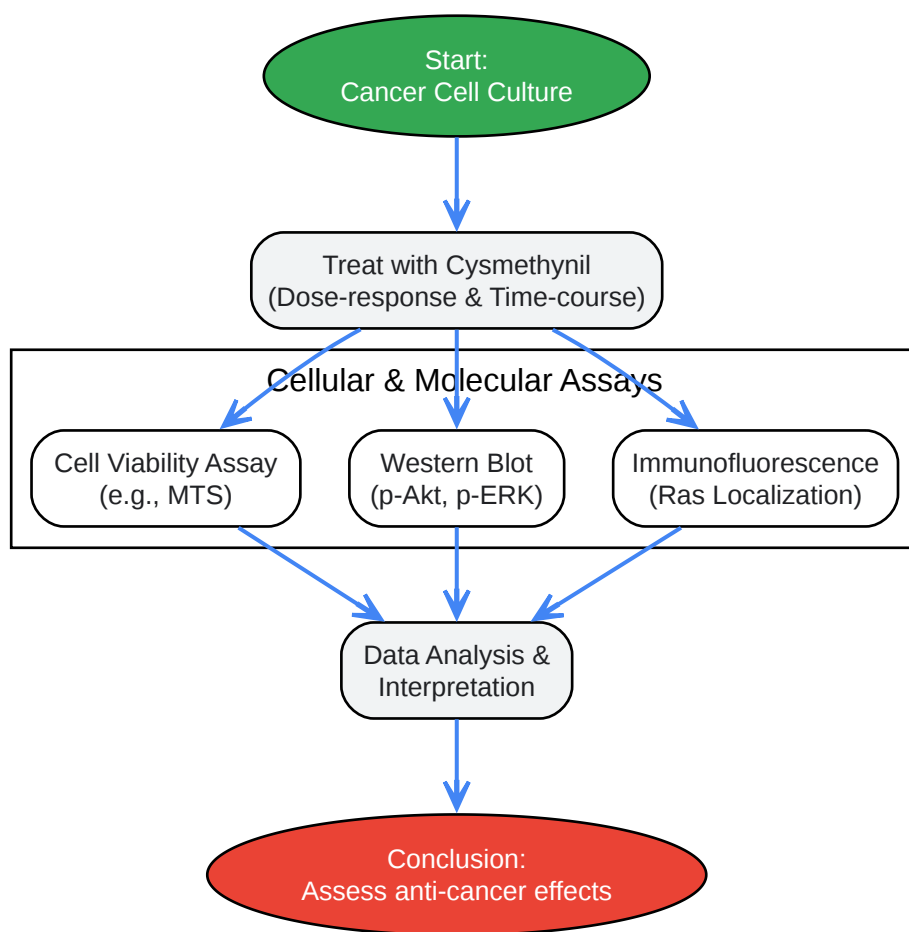 Start:
Cancer Cell Culture
Treat with Cysmethynil
(Dose-response & Time-course)
Cellular & Molecular Assays
Cell Viability Assay
(e.g., MTS)
Western Blot
(p-Akt, p-ERK)
Immunofluorescence
(Ras Localization)
Data Analysis &
Interpretation
Conclusion:
Assess anti-cancer effects